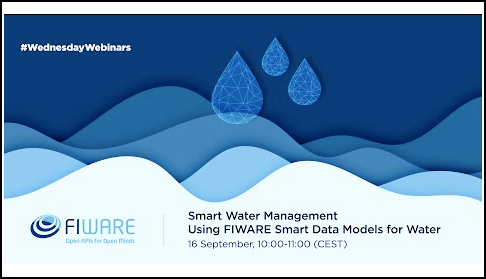 #WednesdayWebinars
FIWARE
Open APIs for Open Minds
Smart Water Management
Using FIWARE Smart Data Models for Water
16 September, 10:00-11:00 (CEST)